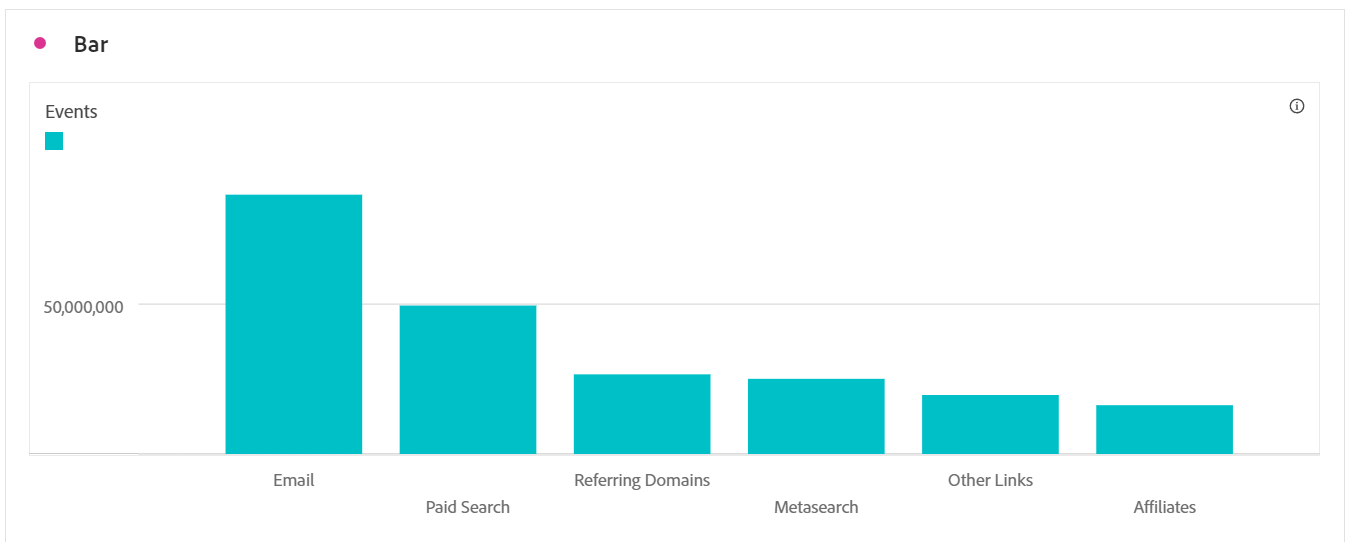 Bar
Events
50,000,000
Email
Paid Search
Referring Domains
Metasearch
Other Links
Affiliates